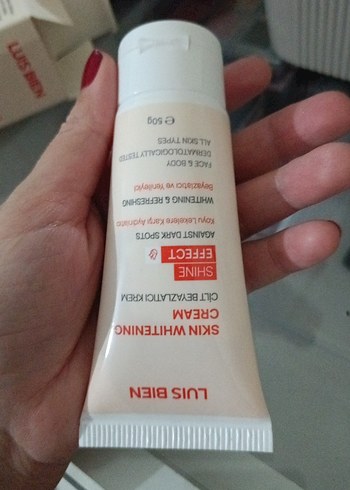 LUIS BIEN
SKIN WHITENING
CREAM
CİLT BEYAZLATICI KREM
SHINE
EFFECT
AGAINST DARK SPOTS
Koyu Lekelere Karşı Aydınlatıcı
WHITENING & REFRESHING
Beyazlatıcı ve Yenileyici
FACE & BODY
DERMATOLOGICALLY TESTED
ALL SKIN TYPES
℮ 50g
LUIS BIEN